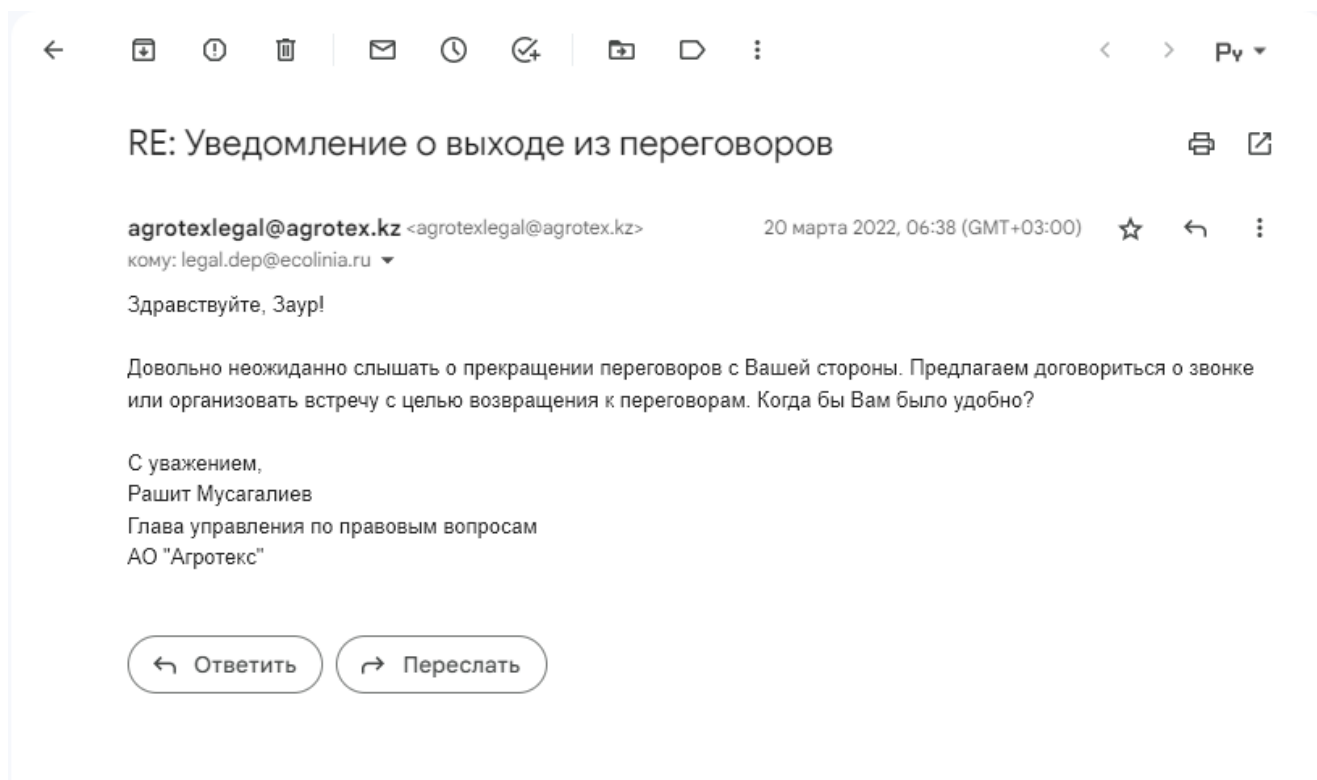 Ру
RE: Уведомление о выходе из переговоров
agrotexlegal@agrotex.kz <agrotexlegal@agrotex.kz> 20 марта 2022, 06:38 (GMT+03:00)
кому: legal.dep@ecolinia.ru
Здравствуйте, Заур!
Довольно неожиданно слышать о прекращении переговоров с Вашей стороны. Предлагаем договориться о звонке
или организовать встречу с целью возвращения к переговорам. Когда бы Вам было удобно?
С уважением,
Рашит Мусагалиев
Глава управления по правовым вопросам
АО "Агротекс"
Ответить Переслать